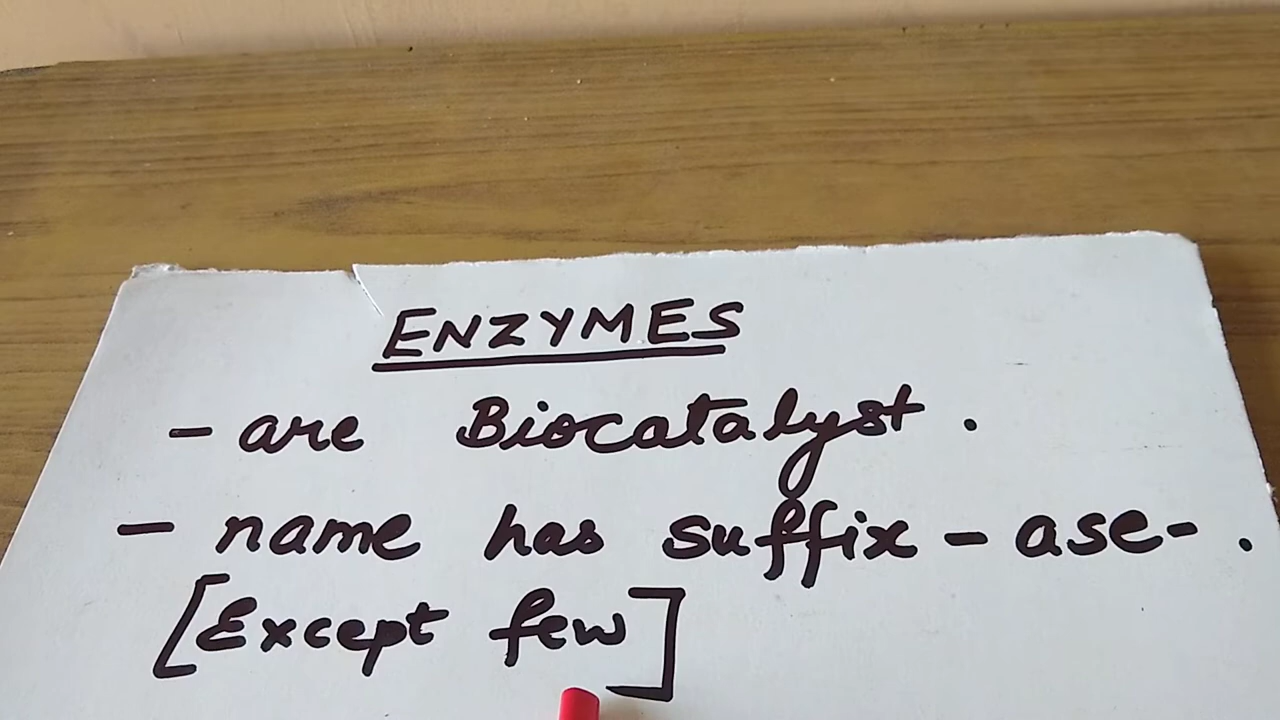 ENZYMES
- are Biocatalyst .
- name has suffix - ase- .
[Except few]